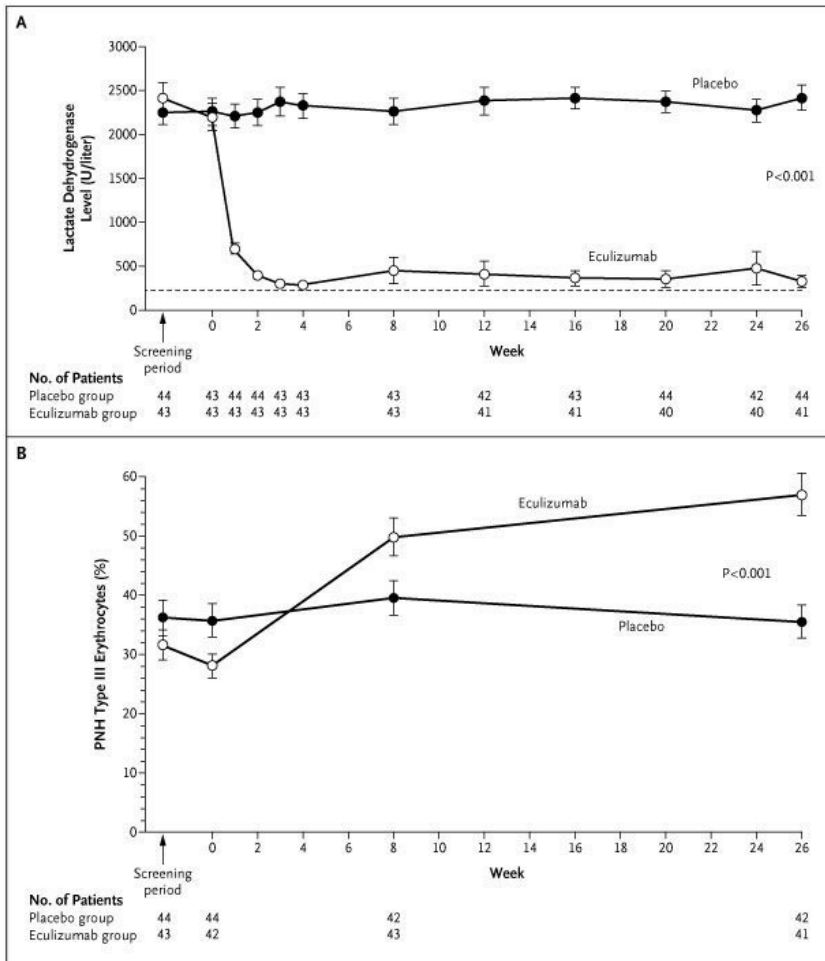 A
3000
2500
2000
1500
1000
500
0
Lactate Dehydrogenase
Level (U/liter)
Placebo
P<0.001
Eculizumab
0 2 4 6 8 10 12 14 16 18 20 22 24 26
Screening
period
Week
No. of Patients
Placebo group 44 43 44 44 43 43 43 42 43 44 42 44
Eculizumab group 43 43 43 43 43 43 43 41 41 40 40 41
B
60
50
40
30
20
10
0
PNH Type III Erythrocytes (%)
Eculizumab
P<0.001
Placebo
0 2 4 6 8 10 12 14 16 18 20 22 24 26
Screening
period
Week
No. of Patients
Placebo group 44 44 42 42
Eculizumab group 43 42 43 41